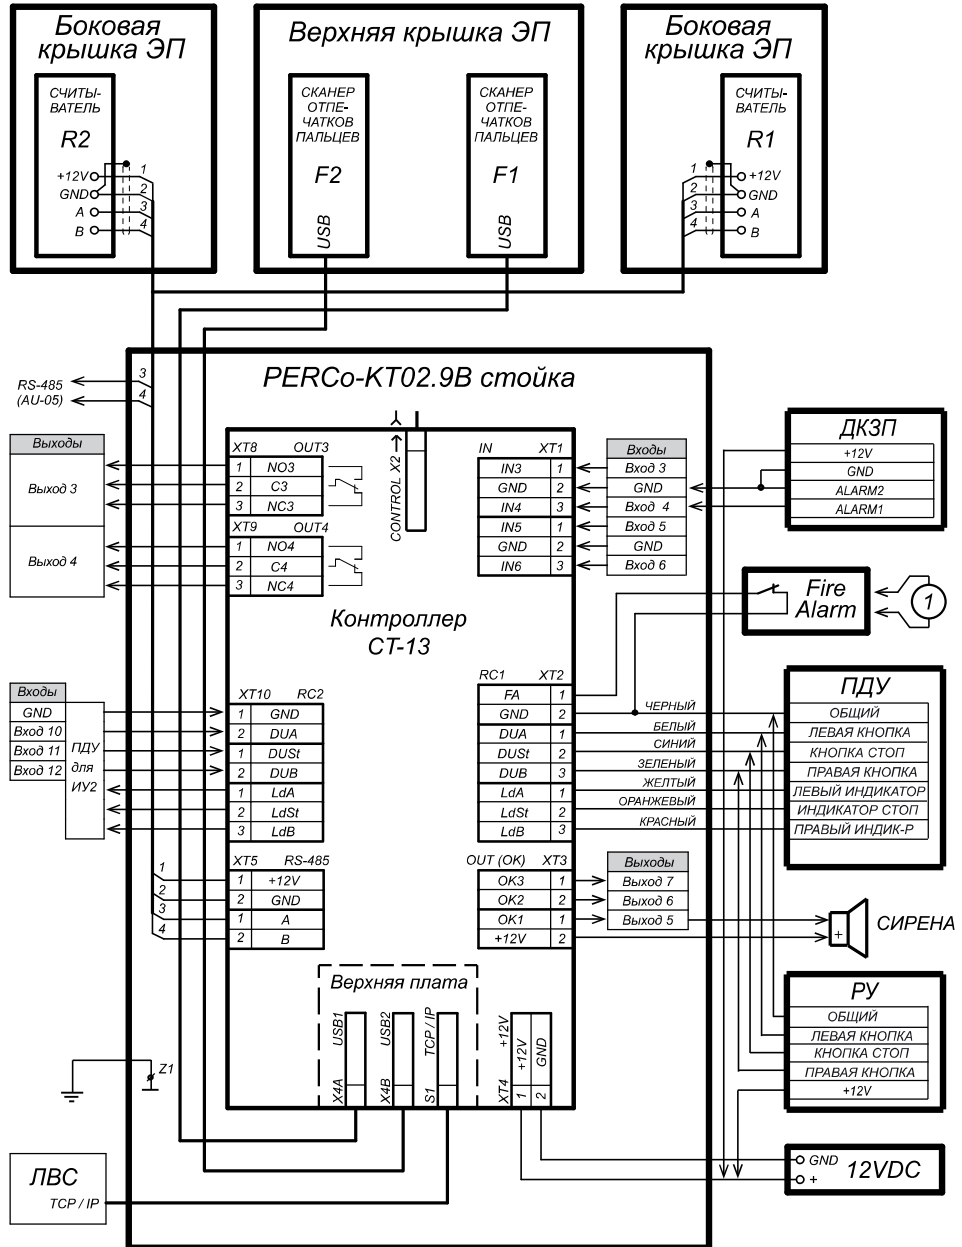 Боковая
крышка ЭП
СЧИТЫ-
ВАТЕЛЬ
R2
+12V
GND
A
B
1
2
3
4
Верхняя крышка ЭП
СКАНЕР
ОТПЕ-
ЧАТКОВ
ПАЛЬЦЕВ
F2
USB
СКАНЕР
ОТПЕ-
ЧАТКОВ
ПАЛЬЦЕВ
F1
USB
Боковая
крышка ЭП
СЧИТЫ-
ВАТЕЛЬ
R1
1
2
3
4
+12V
GND
A
B
PERCo-KT02.9B стойка
RS-485
(AU-05)
3
4
Выходы
Выход 3
Выход 4
XT8 OUT3
1 NO3
2 C3
3 NC3
XT9 OUT4
1 NO4
2 C4
3 NC4
CONTROL X2
IN XT1
IN3 1
GND 2
IN4 3
IN5 1
GND 2
IN6 3
Входы
Вход 3
GND
Вход 4
Вход 5
GND
Вход 6
ДКЗП
+12V
GND
ALARM2
ALARM1
Fire
Alarm
1
Контроллер
CT-13
Входы
GND
Вход 10
Вход 11
Вход 12
ПДУ
для
ИУ2
XT10 RC2
1 GND
2 DUA
1 DUSt
2 DUB
1 LdA
2 LdSt
3 LdB
RC1 XT2
FA 1
GND 2
DUA 1
DUSt 2
DUB 3
LdA 1
LdSt 2
LdB 3
ЧЕРНЫЙ
БЕЛЫЙ
СИНИЙ
ЗЕЛЕНЫЙ
ЖЕЛТЫЙ
ОРАНЖЕВЫЙ
КРАСНЫЙ
ПДУ
ОБЩИЙ
ЛЕВАЯ КНОПКА
КНОПКА СТОП
ПРАВАЯ КНОПКА
ЛЕВЫЙ ИНДИКАТОР
ИНДИКАТОР СТОП
ПРАВЫЙ ИНДИК-Р
1
2
3
4
XT5 RS-485
1 +12V
2 GND
1 A
2 B
OUT (OK) XT3
OK3 1
OK2 2
OK1 1
+12V 2
Выходы
Выход 7
Выход 6
Выход 5
+
СИРЕНА
Верхняя плата
X4A USB1
X4B USB2
S1 TCP / IP
XT4 +12V
1 +12V
2 GND
Z1
РУ
ОБЩИЙ
ЛЕВАЯ КНОПКА
КНОПКА СТОП
ПРАВАЯ КНОПКА
+12V
ЛВС
TCP / IP
GND
+
12VDC